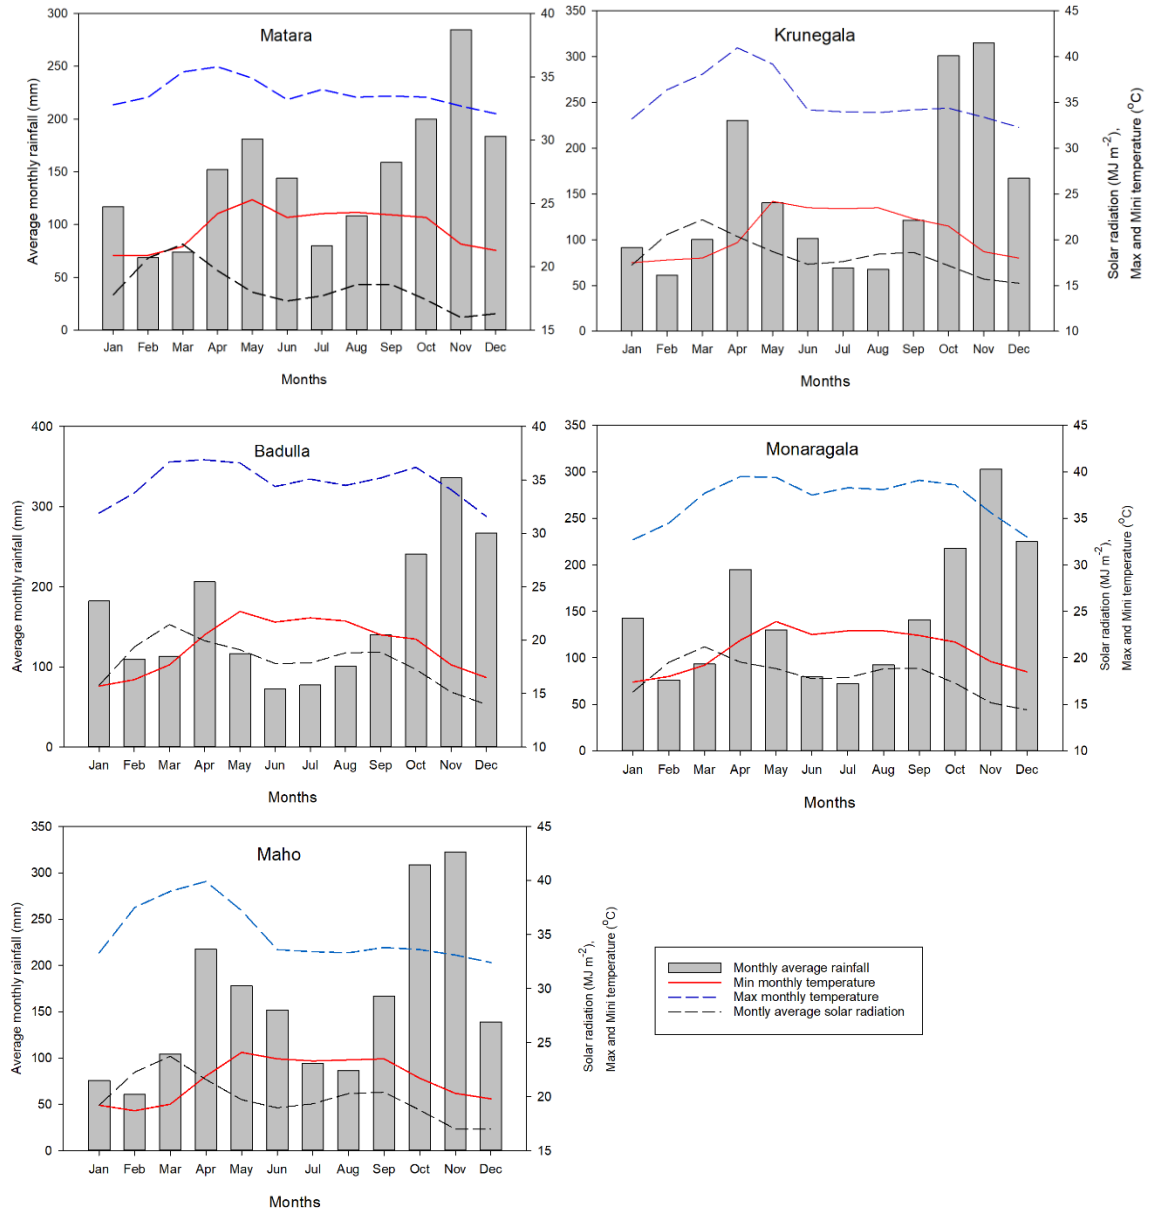 Matara
Average monthly rainfall (mm)
300
250
200
150
100
50
0
40
35
30
25
20
15
Jan Feb Mar Apr May Jun Jul Aug Sep Oct Nov Dec
Months
Krunegala
350
300
250
200
150
100
50
0
45
40
35
30
25
20
15
10
Solar radiation (MJ m-2),
Max and Mini temperature (oC)
Jan Feb Mar Apr May Jun Jul Aug Sep Oct Nov Dec
Months
Badulla
Average monthly rainfall (mm)
400
300
200
100
0
40
35
30
25
20
15
10
Jan Feb Mar Apr May Jun Jul Aug Sep Oct Nov Dec
Months
Monaragala
350
300
250
200
150
100
50
0
45
40
35
30
25
20
15
10
Solar radiation (MJ m-2),
Max and Mini temperature (oC)
Jan Feb Mar Apr May Jun Jul Aug Sep Oct Nov Dec
Months
Maho
Average monthly rainfall (mm)
350
300
250
200
150
100
50
0
45
40
35
30
25
20
15
Solar radiation (MJ m-2),
Max and Mini temperature (oC)
Jan Feb Mar Apr May Jun Jul Aug Sep Oct Nov Dec
Months
Monthly average rainfall
Min monthly temperature
Max monthly temperature
Montly average solar radiation